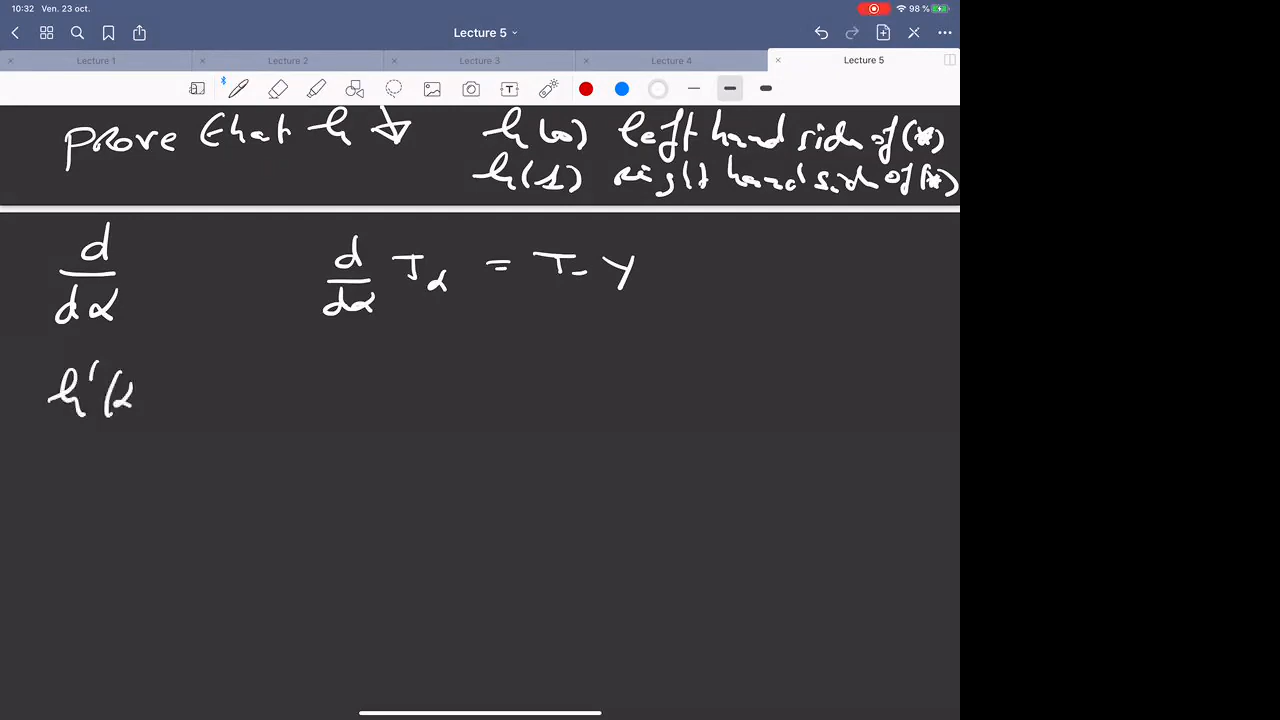 10:32 Ven. 23 oct. 98 %
Lecture 5
Lecture 1 Lecture 2 Lecture 3 Lecture 4 Lecture 5
prove that h ↓ h(0) left hand side of (*)
h(1) right hand side of (*)
d/dα d/dα T_α = T - Y
h'(α